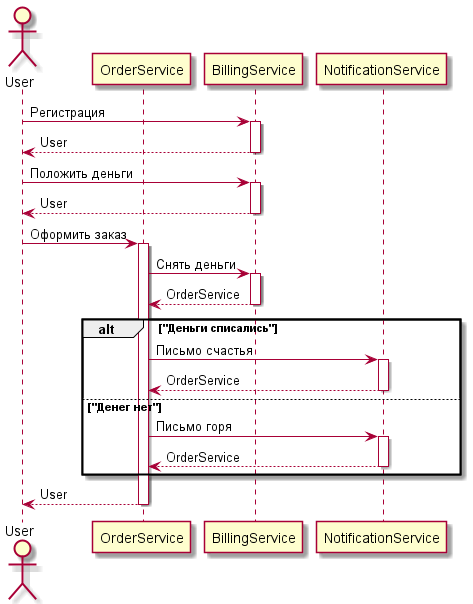 User
OrderService
BillingService
NotificationService
Регистрация
User
Положить деньги
User
Оформить заказ
Снять деньги
OrderService
alt ["Деньги списались"]
Письмо счастья
OrderService
["Денег нет"]
Письмо горя
OrderService
User
User
OrderService
BillingService
NotificationService